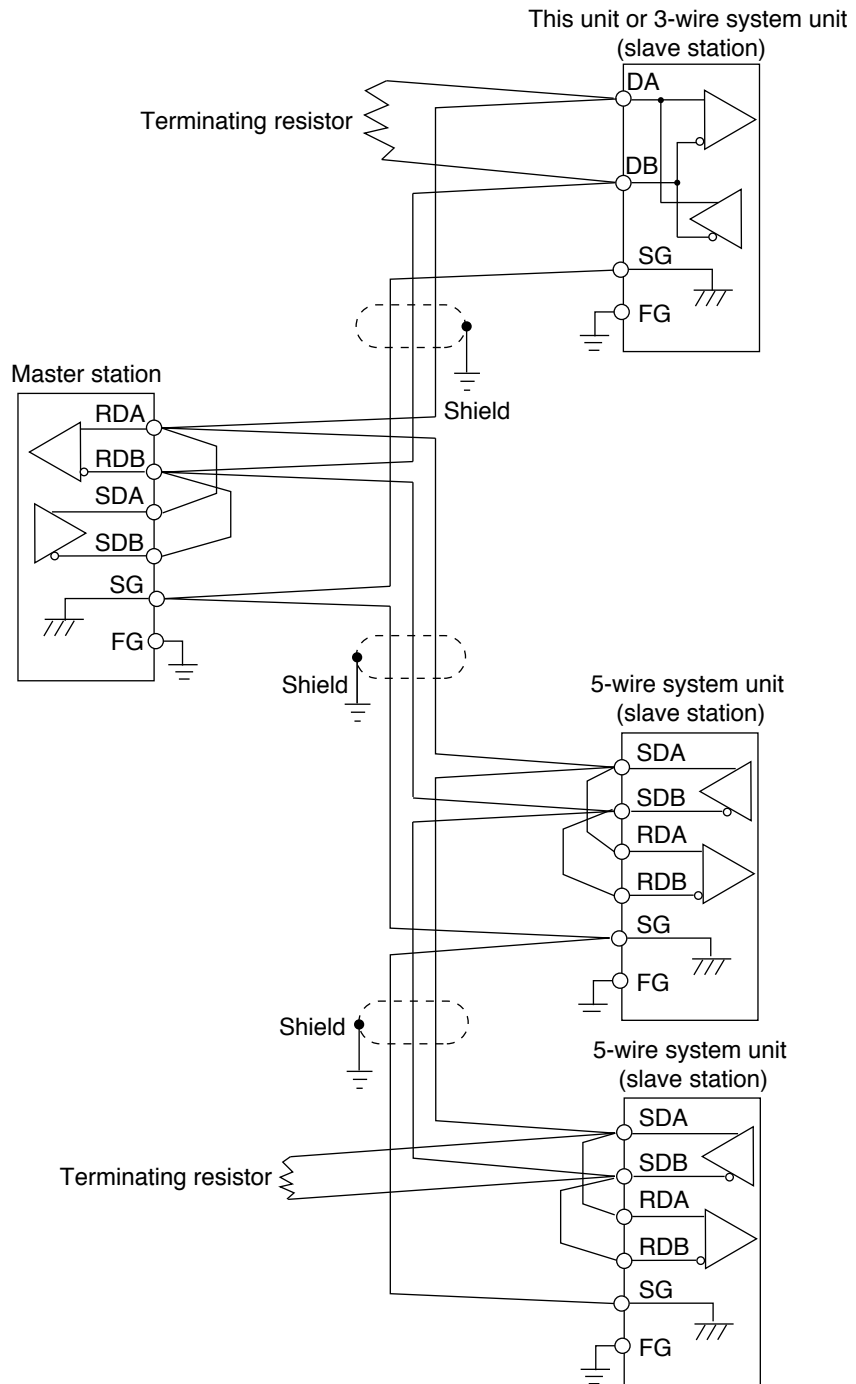 This unit or 3-wire system unit
(slave station)
DA
Terminating resistor
DB
SG
FG
Shield
Master station
RDA
RDB
SDA
SDB
SG
FG
Shield
5-wire system unit
(slave station)
SDA
SDB
RDA
RDB
SG
FG
Shield
5-wire system unit
(slave station)
SDA
Terminating resistor
SDB
RDA
RDB
SG
FG